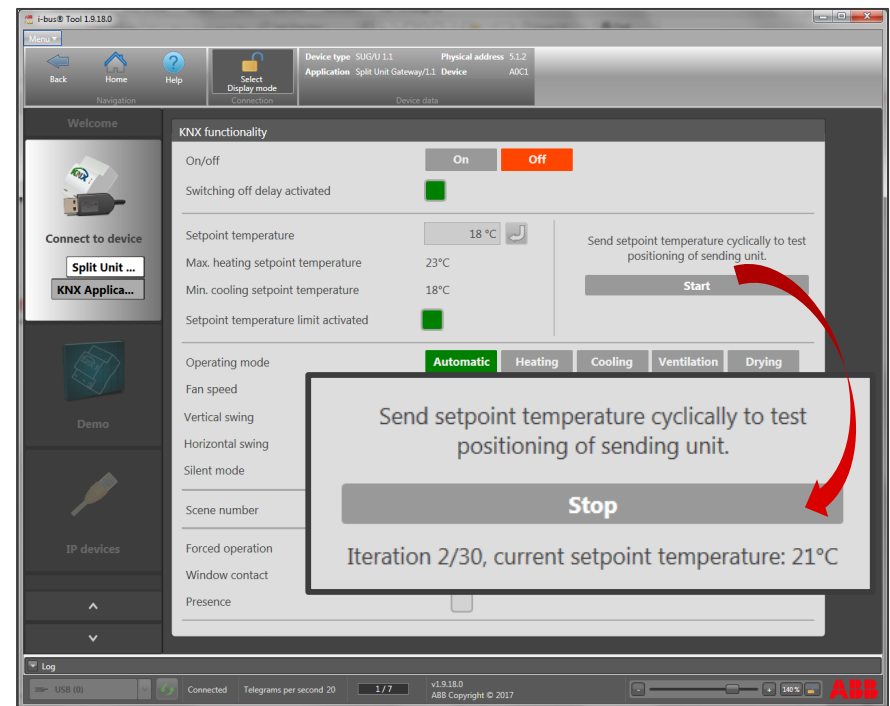 i-bus® Tool 1.9.18.0
Menu
Back Home Help Select Display mode
Navigation Connection Device data
Device type SUG/U 1.1 Physical address 5.1.2
Application Split Unit Gateway/1.1 Device A0C1
Welcome
Connect to device
Split Unit ...
KNX Applica...
Demo
IP devices
KNX functionality
On/off On Off
Switching off delay activated
Setpoint temperature 18 °C
Max. heating setpoint temperature 23°C
Min. cooling setpoint temperature 18°C
Setpoint temperature limit activated
Send setpoint temperature cyclically to test
positioning of sending unit.
Start
Operating mode Automatic Heating Cooling Ventilation Drying
Fan speed
Vertical swing
Horizontal swing
Silent mode
Scene number
Forced operation
Window contact
Presence
Send setpoint temperature cyclically to test
positioning of sending unit.
Stop
Iteration 2/30, current setpoint temperature: 21°C
Log
USB (0) Connected Telegrams per second 20 1 / 7 v1.9.18.0 140 % ABB
ABB Copyright © 2017